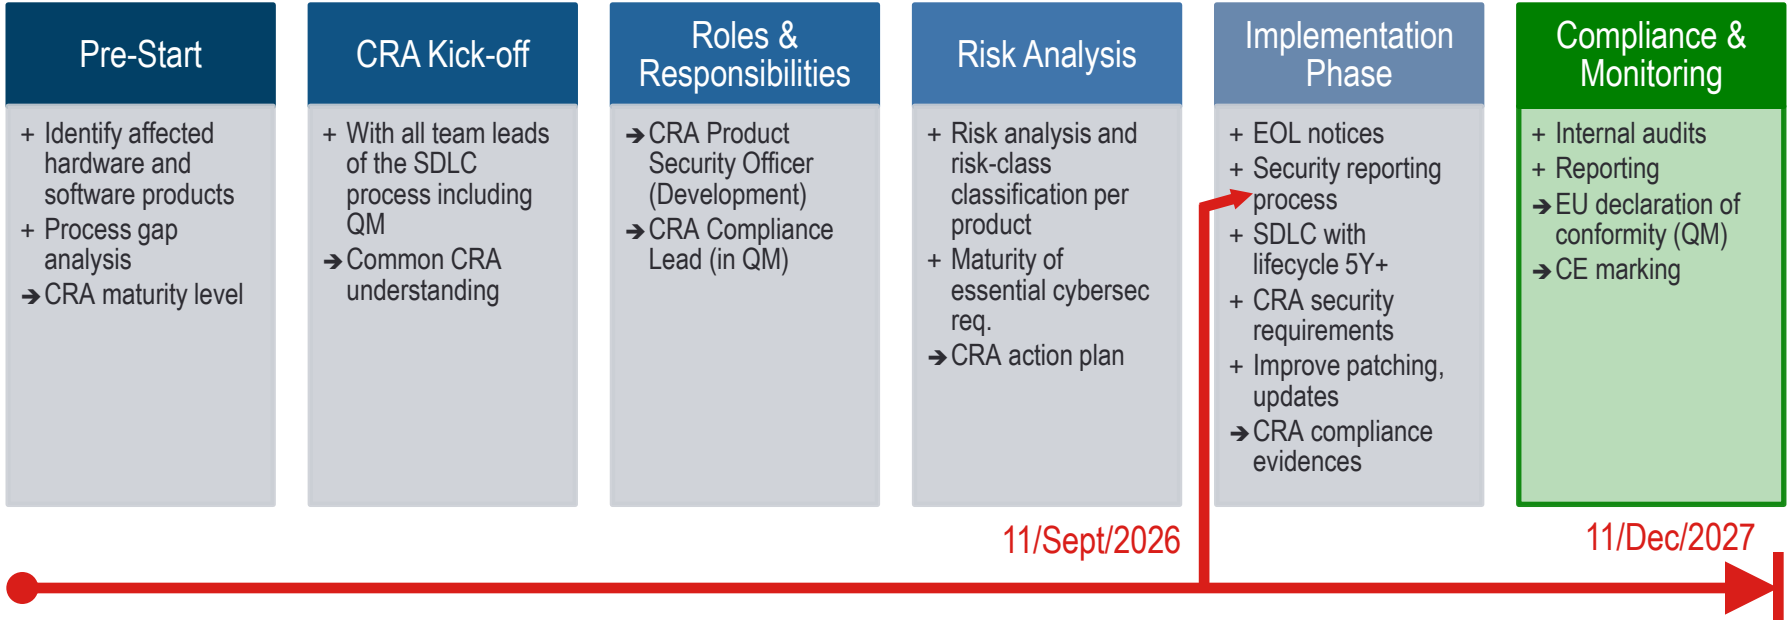 Pre-Start
+ Identify affected
hardware and
software products
+ Process gap
analysis
➔ CRA maturity level
CRA Kick-off
+ With all team leads
of the SDLC
process including
QM
➔ Common CRA
understanding
Roles &
Responsibilities
➔ CRA Product
Security Officer
(Development)
➔ CRA Compliance
Lead (in QM)
Risk Analysis
+ Risk analysis and
risk-class
classification per
product
+ Maturity of
essential cybersec
req.
➔ CRA action plan
Implementation
Phase
+ EOL notices
+ Security reporting
process
+ SDLC with
lifecycle 5Y+
+ CRA security
requirements
+ Improve patching,
updates
➔ CRA compliance
evidences
Compliance &
Monitoring
+ Internal audits
+ Reporting
➔ EU declaration of
conformity (QM)
➔ CE marking
11/Sept/2026
11/Dec/2027